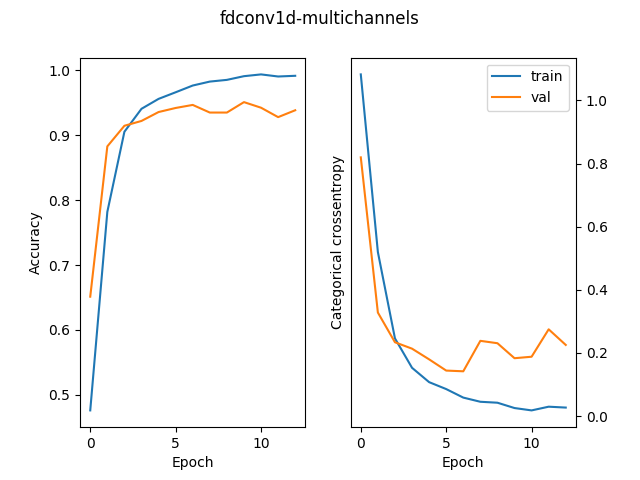 fdconv1d-multichannels
Accuracy
1.0
0.9
0.8
0.7
0.6
0.5
0 5 10
Epoch
Categorical crossentropy
train
val
1.0
0.8
0.6
0.4
0.2
0.0
0 5 10
Epoch